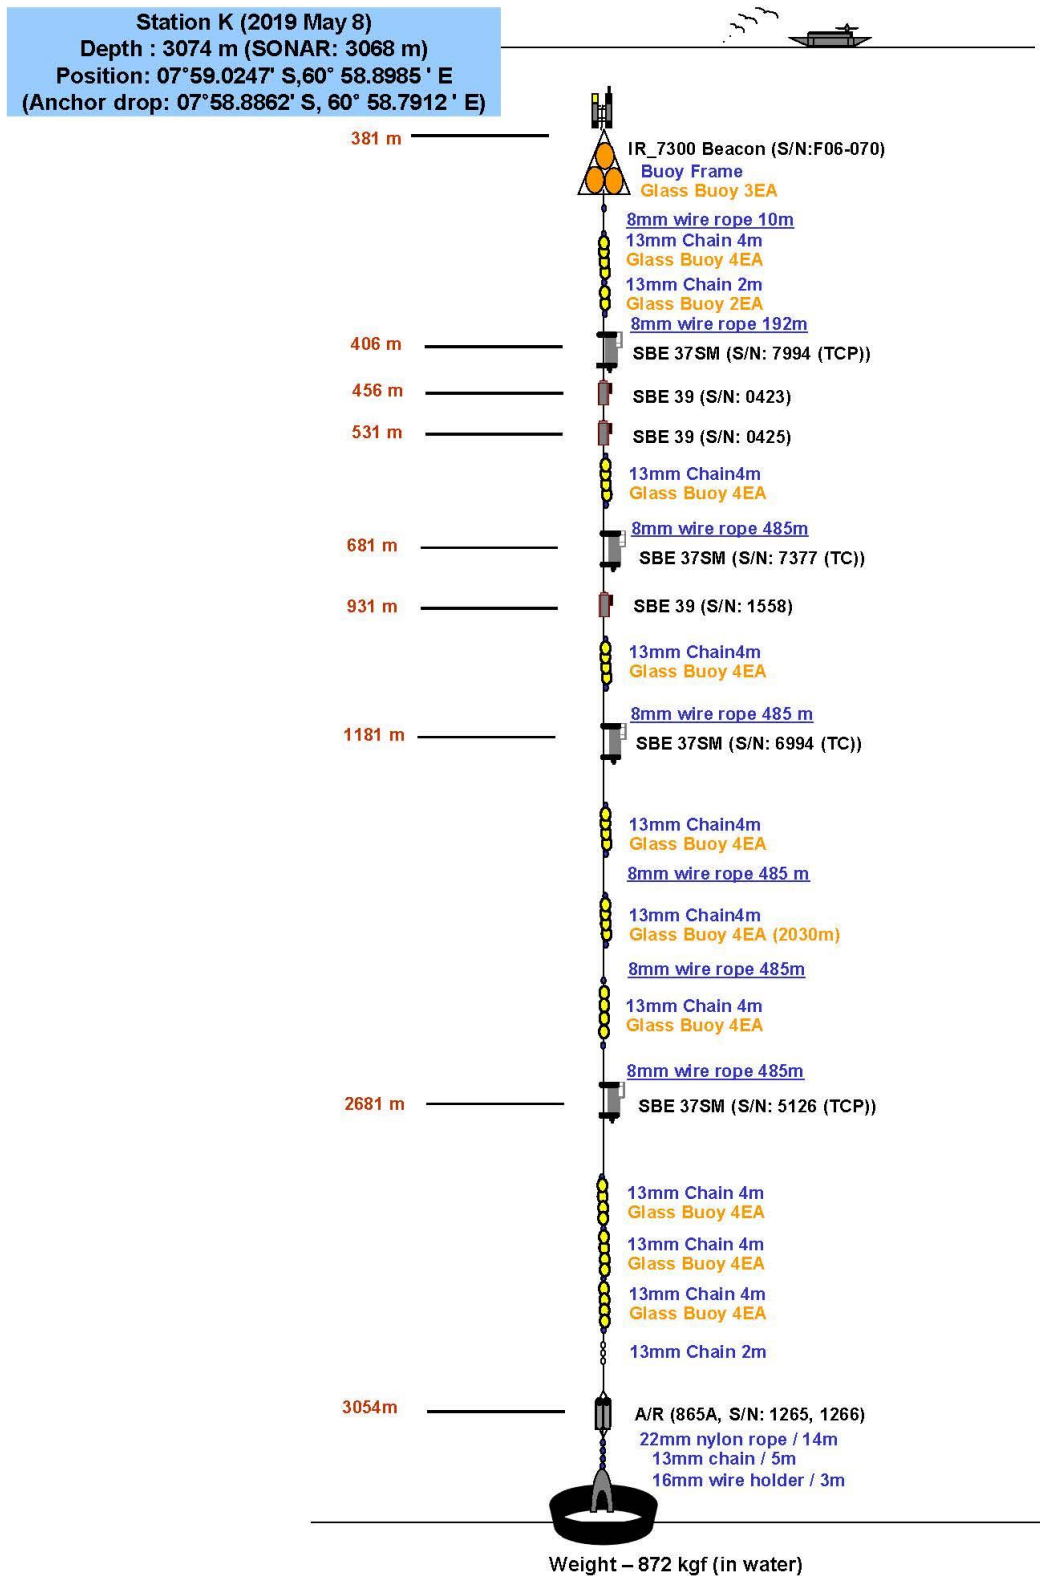 Station K (2019 May 8)
Depth : 3074 m (SONAR: 3068 m)
Position: 07°59.0247' S,60° 58.8985 ' E
(Anchor drop: 07°58.8862' S, 60° 58.7912 ' E)
381 m
IR_7300 Beacon (S/N:F06-070)
Buoy Frame
Glass Buoy 3EA
8mm wire rope 10m
13mm Chain 4m
Glass Buoy 4EA
13mm Chain 2m
Glass Buoy 2EA
8mm wire rope 192m
406 m
SBE 37SM (S/N: 7994 (TCP))
456 m
SBE 39 (S/N: 0423)
531 m
SBE 39 (S/N: 0425)
13mm Chain4m
Glass Buoy 4EA
8mm wire rope 485m
681 m
SBE 37SM (S/N: 7377 (TC))
931 m
SBE 39 (S/N: 1558)
13mm Chain4m
Glass Buoy 4EA
8mm wire rope 485 m
1181 m
SBE 37SM (S/N: 6994 (TC))
13mm Chain4m
Glass Buoy 4EA
8mm wire rope 485 m
13mm Chain4m
Glass Buoy 4EA (2030m)
8mm wire rope 485m
13mm Chain 4m
Glass Buoy 4EA
8mm wire rope 485m
2681 m
SBE 37SM (S/N: 5126 (TCP))
13mm Chain 4m
Glass Buoy 4EA
13mm Chain 4m
Glass Buoy 4EA
13mm Chain 4m
Glass Buoy 4EA
13mm Chain 2m
3054m
A/R (865A, S/N: 1265, 1266)
22mm nylon rope / 14m
13mm chain / 5m
16mm wire holder / 3m
Weight – 872 kgf (in water)